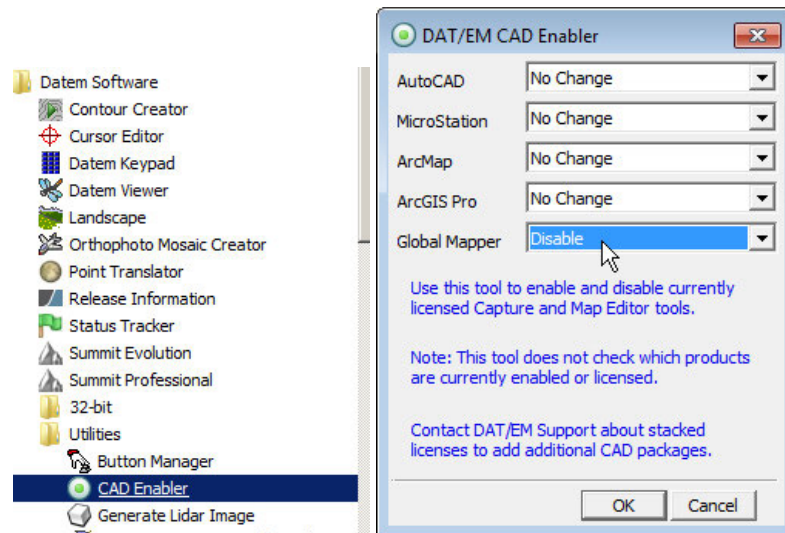 Datem Software
Contour Creator
Cursor Editor
Datem Keypad
Datem Viewer
Landscape
Orthophoto Mosaic Creator
Point Translator
Release Information
Status Tracker
Summit Evolution
Summit Professional
32-bit
Utilities
Button Manager
CAD Enabler
Generate Lidar Image
DAT/EM CAD Enabler
AutoCAD No Change
MicroStation No Change
ArcMap No Change
ArcGIS Pro No Change
Global Mapper Disable
Use this tool to enable and disable currently
licensed Capture and Map Editor tools.
Note: This tool does not check which products
are currently enabled or licensed.
Contact DAT/EM Support about stacked
licenses to add additional CAD packages.
OK Cancel